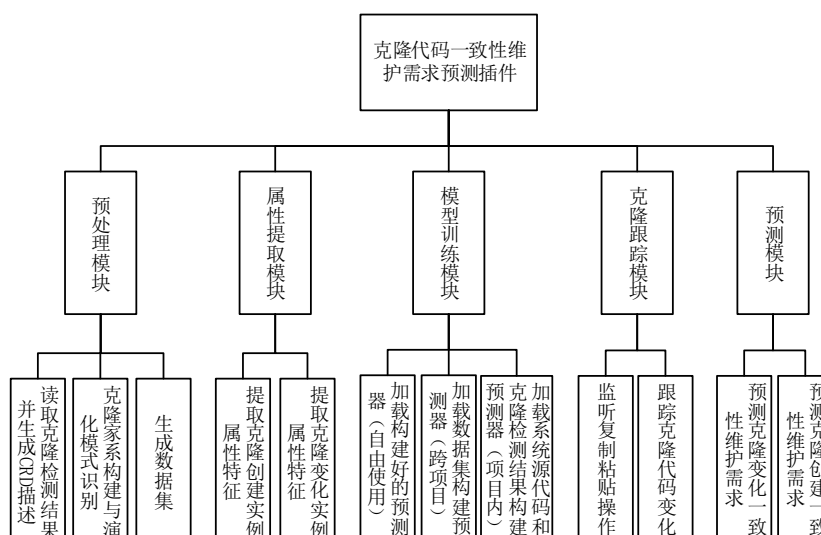 克隆代码一致性维
护需求预测插件
预处理模块
属性提取模块
模型训练模块
克隆跟踪模块
预测模块
读取克隆检测结果
并生成CRD描述
克隆家系构建与演
化模式识别
生成数据集
提取克隆创建实例
属性特征
提取克隆变化实例
属性特征
加载构建好的预测
器（自由使用）
加载数据集构建预
测器（跨项目）
加载系统源代码和
克隆检测结果构建
预测器（项目内）
监听复制粘贴操作
跟踪克隆代码变化
预测克隆变化一致
性维护需求
预测克隆创建一致
性维护需求